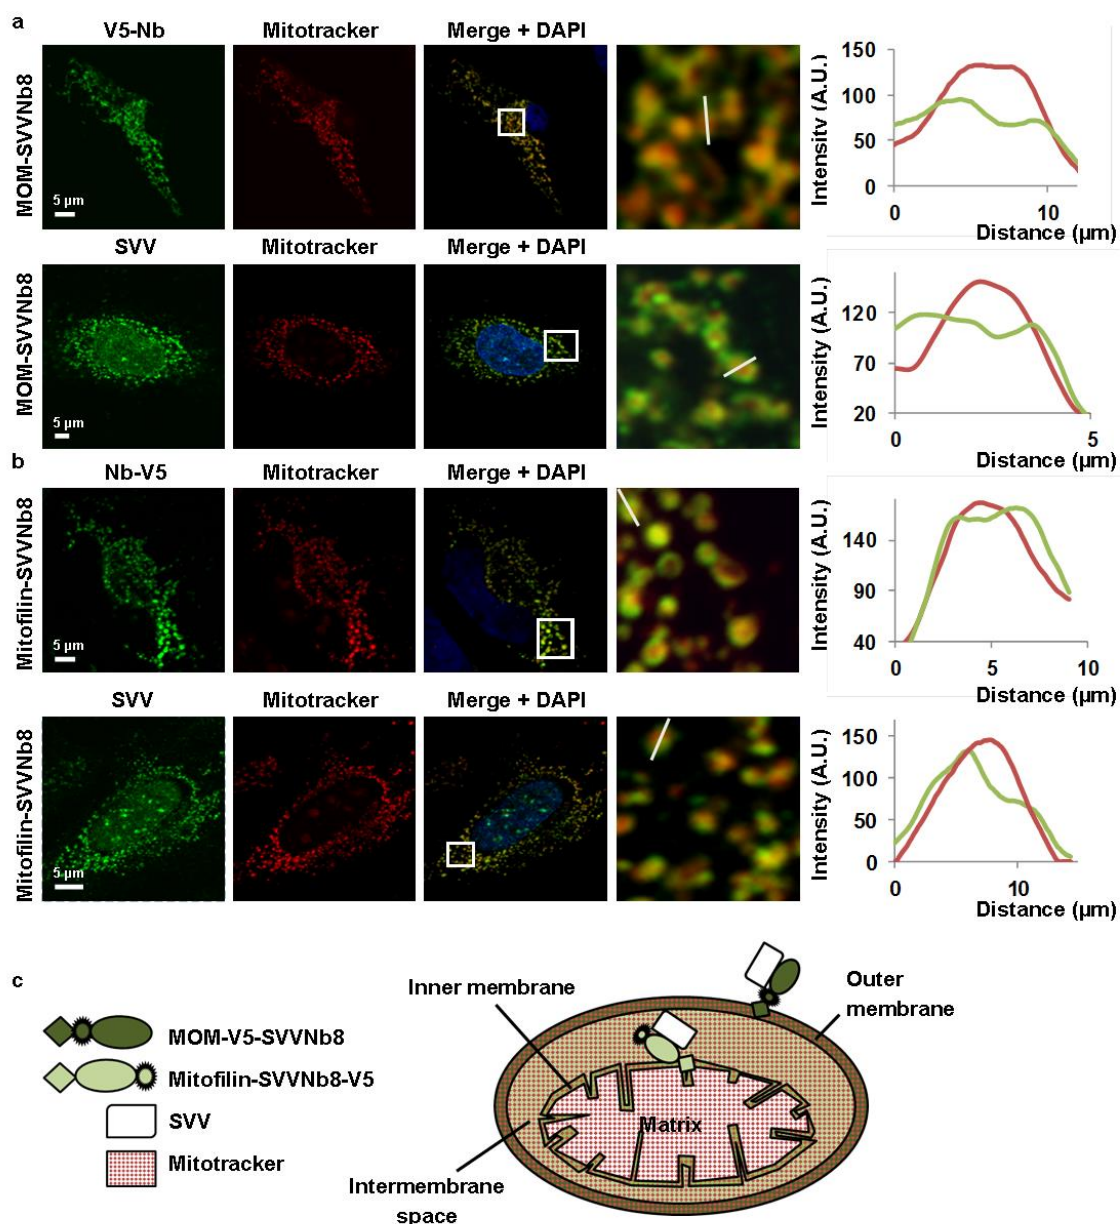 a
V5-Nb Mitotracker Merge + DAPI
MOM-SVVNb8
5 µm
Intensity (A.U.)
150
100
50
0
0 10
Distance (µm)
SVV Mitotracker Merge + DAPI
MOM-SVVNb8
5 µm
Intensity (A.U.)
120
70
20
0 5
Distance (µm)
b
Nb-V5 Mitotracker Merge + DAPI
Mitofilin-SVVNb8
5 µm
Intensity (A.U.)
140
90
40
0 5 10
Distance (µm)
SVV Mitotracker Merge + DAPI
Mitofilin-SVVNb8
5 µm
Intensity (A.U.)
150
100
50
0
0 10
Distance (µm)
c
MOM-V5-SVVNb8
Mitofilin-SVVNb8-V5
SVV
Mitotracker
Inner membrane
Outer
membrane
Matrix
Intermembrane
space